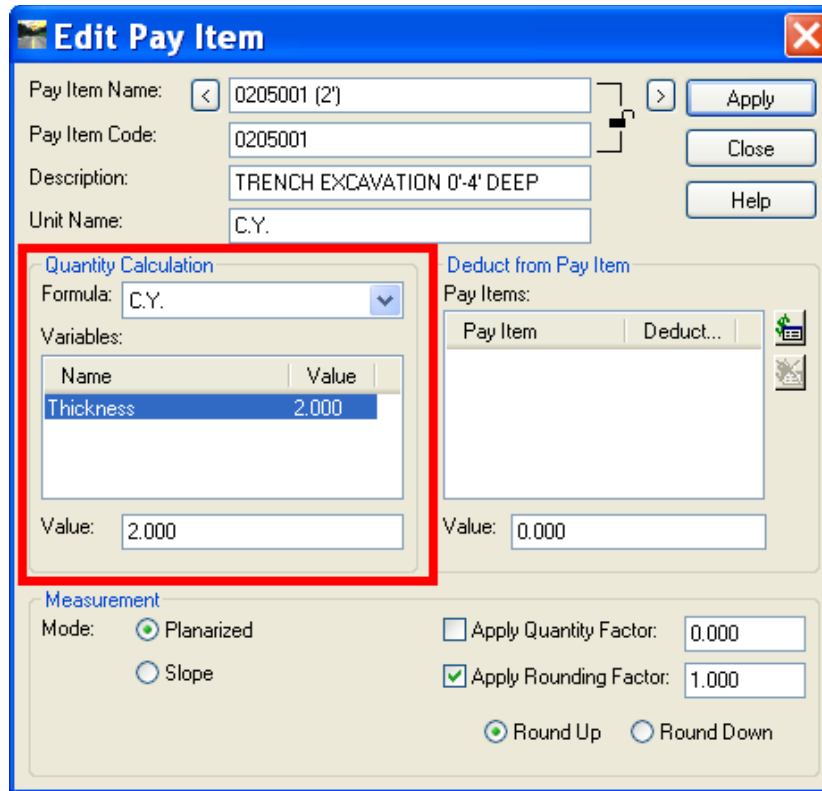 Edit Pay Item
Pay Item Name: < 0205001 (2') > Apply
Pay Item Code: 0205001 Close
Description: TRENCH EXCAVATION 0'-4' DEEP Help
Unit Name: C.Y.
Quantity Calculation
Formula: C.Y.
Variables:
Name Value
Thickness 2.000
Value: 2.000
Deduct from Pay Item
Pay Items:
Pay Item Deduct...
Value: 0.000
Measurement
Mode: Planarized Apply Quantity Factor: 0.000
Slope Apply Rounding Factor: 1.000
Round Up Round Down